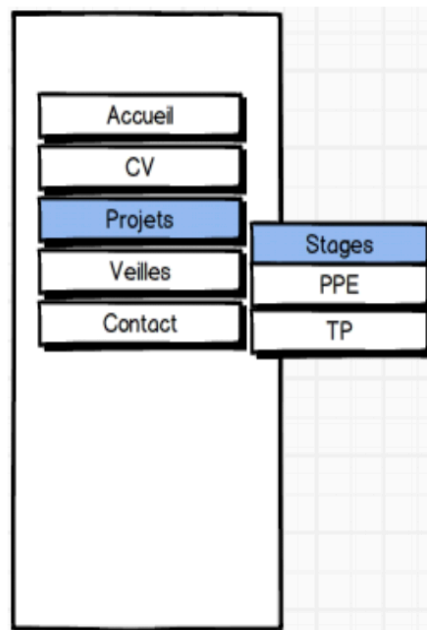 Accueil
CV
Projets
Veilles
Contact
Stages
PPE
TP